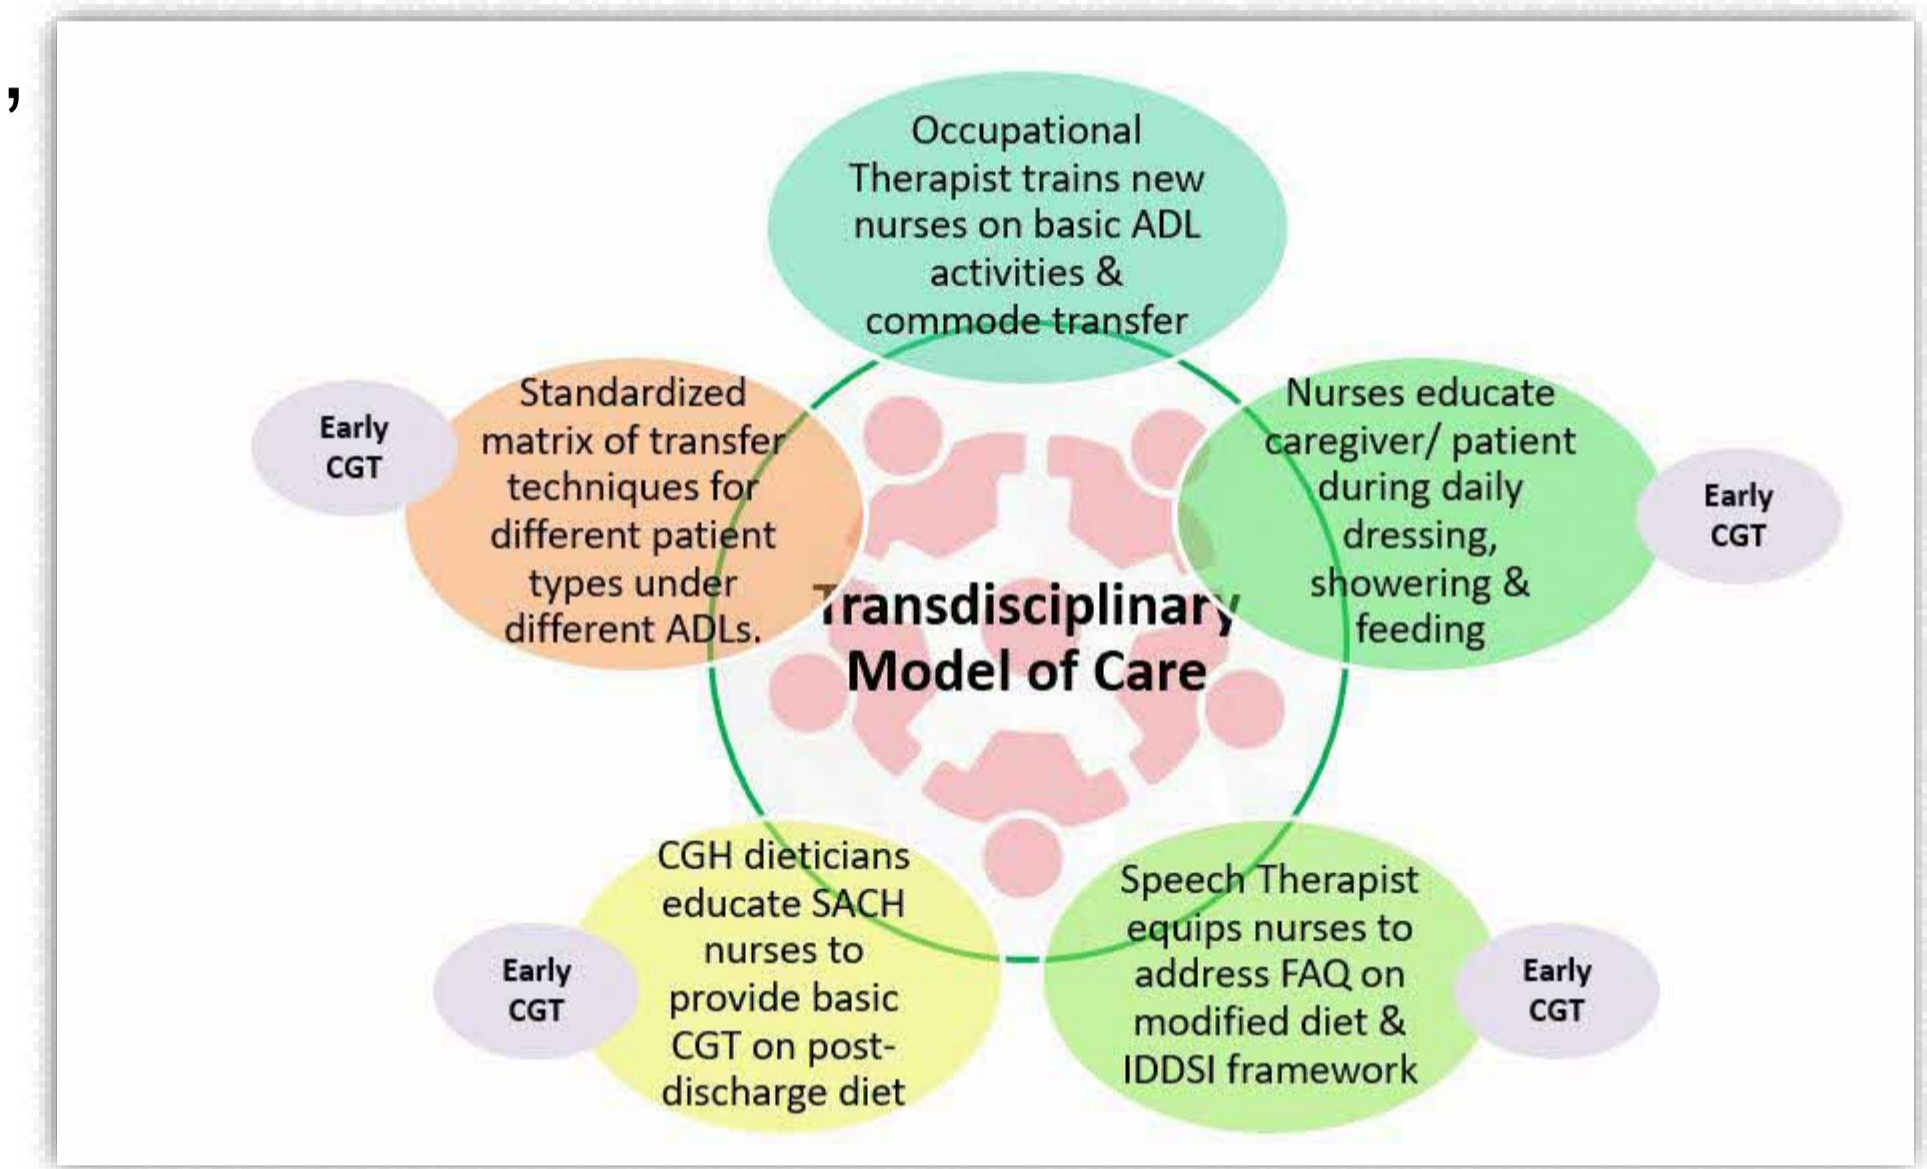 ,
Occupational
Therapist trains new
nurses on basic ADL
activities &
commode transfer
Nurses educate
caregiver/ patient
during daily
dressing,
showering &
feeding
Early
CGT
Speech Therapist
equips nurses to
address FAQ on
modified diet &
IDDSI framework
Early
CGT
CGH dieticians
educate SACH
nurses to
provide basic
CGT on post-
discharge diet
Early
CGT
Standardized
matrix of transfer
techniques for
different patient
types under
different ADLs.
Early
CGT
Transdisciplinary
Model of Care